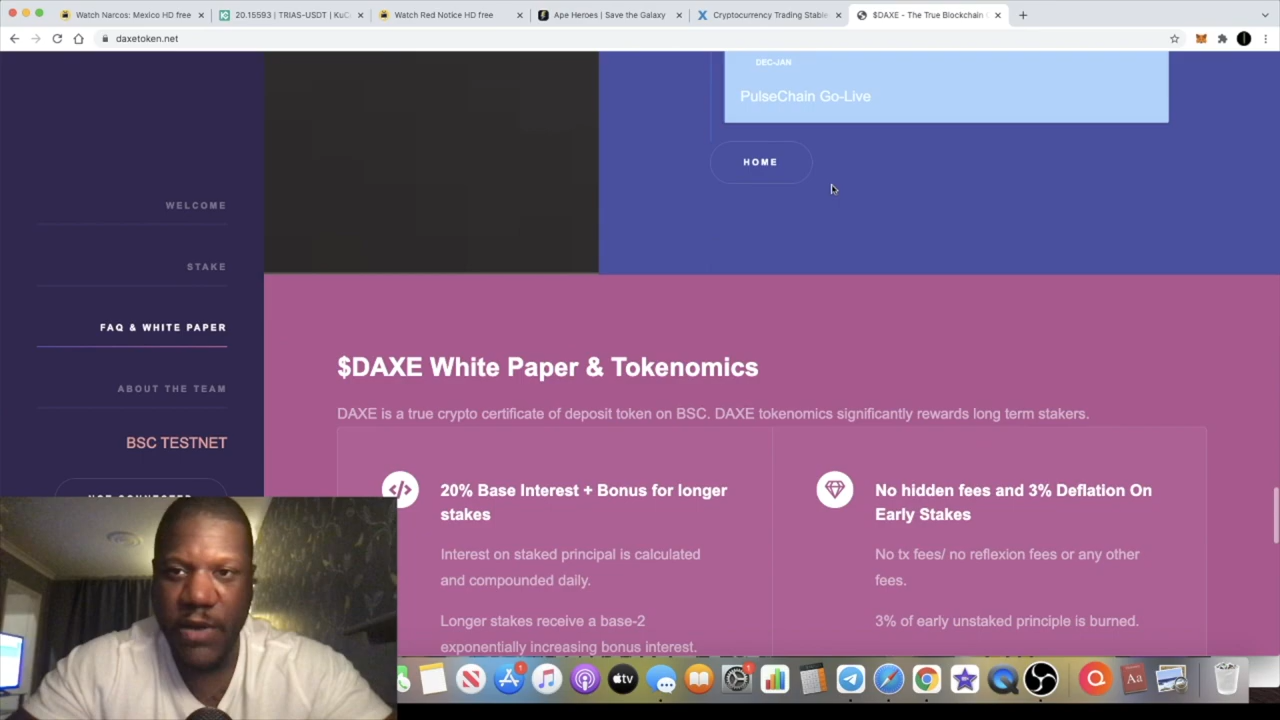 Watch Narcos: Mexico HD free
20.15593 | TRIAS-USDT | KuC
Watch Red Notice HD free
Ape Heroes | Save the Galaxy
Cryptocurrency Trading Stable
$DAXE - The True Blockchain
daxetoken.net
DEC-JAN
PulseChain Go-Live
HOME
WELCOME
STAKE
FAQ & WHITE PAPER
ABOUT THE TEAM
BSC TESTNET
NOT CONNECTED
$DAXE White Paper & Tokenomics
DAXE is a true crypto certificate of deposit token on BSC. DAXE tokenomics significantly rewards long term stakers.
20% Base Interest + Bonus for longer
stakes
Interest on staked principal is calculated
and compounded daily.
Longer stakes receive a base-2
exponentially increasing bonus interest.
No hidden fees and 3% Deflation On
Early Stakes
No tx fees/ no reflexion fees or any other
fees.
3% of early unstaked principle is burned.
tv